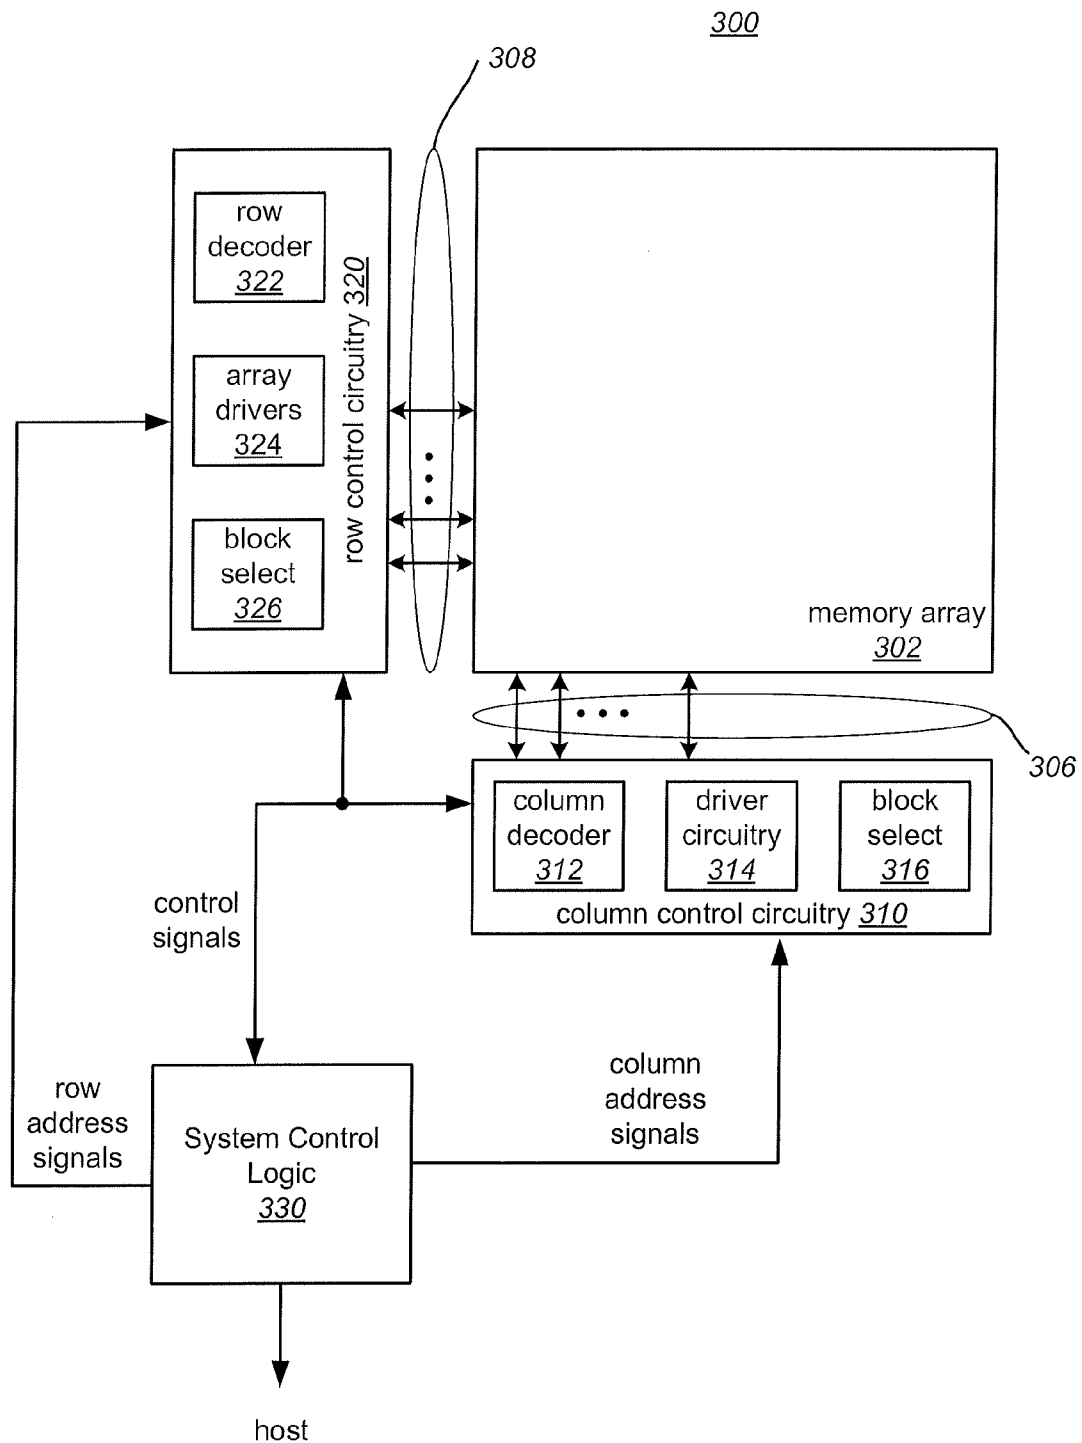 300
308
row
decoder
322
array
drivers
324
block
select
326
row control circuitry 320
memory array
302
306
column
decoder
312
driver
circuitry
314
block
select
316
column control circuitry 310
control
signals
row
address
signals
column
address
signals
System Control
Logic
330
host